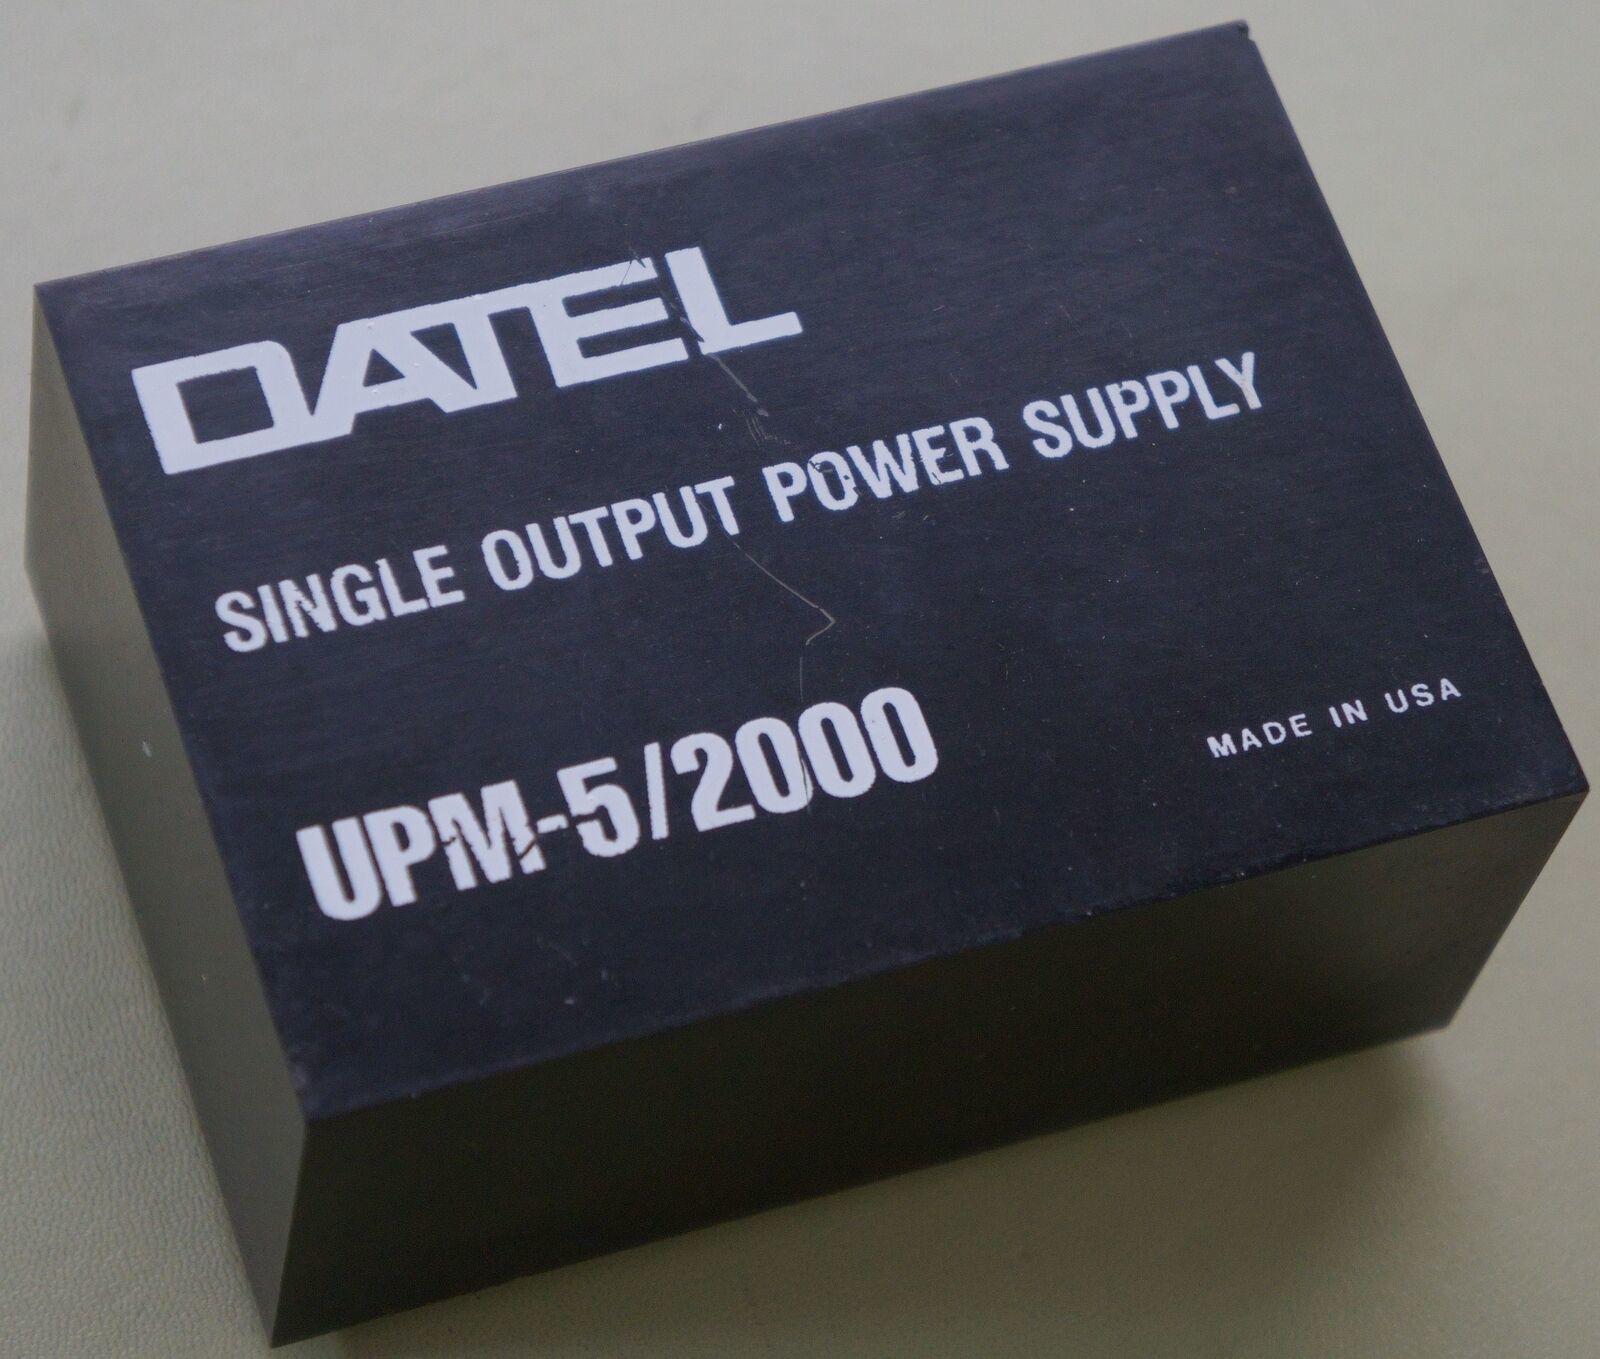 DATEL
SINGLE OUTPUT POWER SUPPLY
UPM-5/2000
MADE IN USA